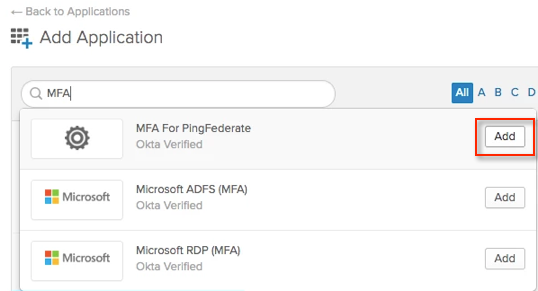 ← Back to Applications
Add Application
MFA
All A B C D
MFA For PingFederate
Okta Verified
Add
Microsoft
Microsoft ADFS (MFA)
Okta Verified
Add
Microsoft
Microsoft RDP (MFA)
Okta Verified
Add